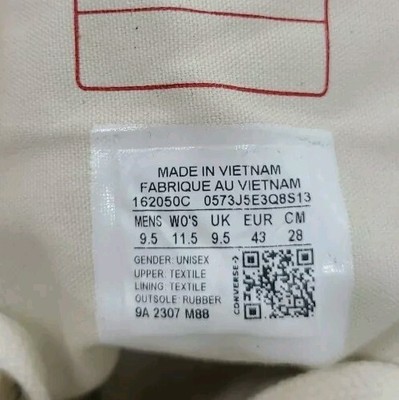 MADE IN VIETNAM
FABRIQUE AU VIETNAM
162050C 0573J5E3Q8S13
MENS WO'S UK EUR CM
9.5 11.5 9.5 43 28
GENDER: UNISEX
UPPER: TEXTILE
LINING: TEXTILE
OUTSOLE: RUBBER
9A 2307 M88
CONVERSE